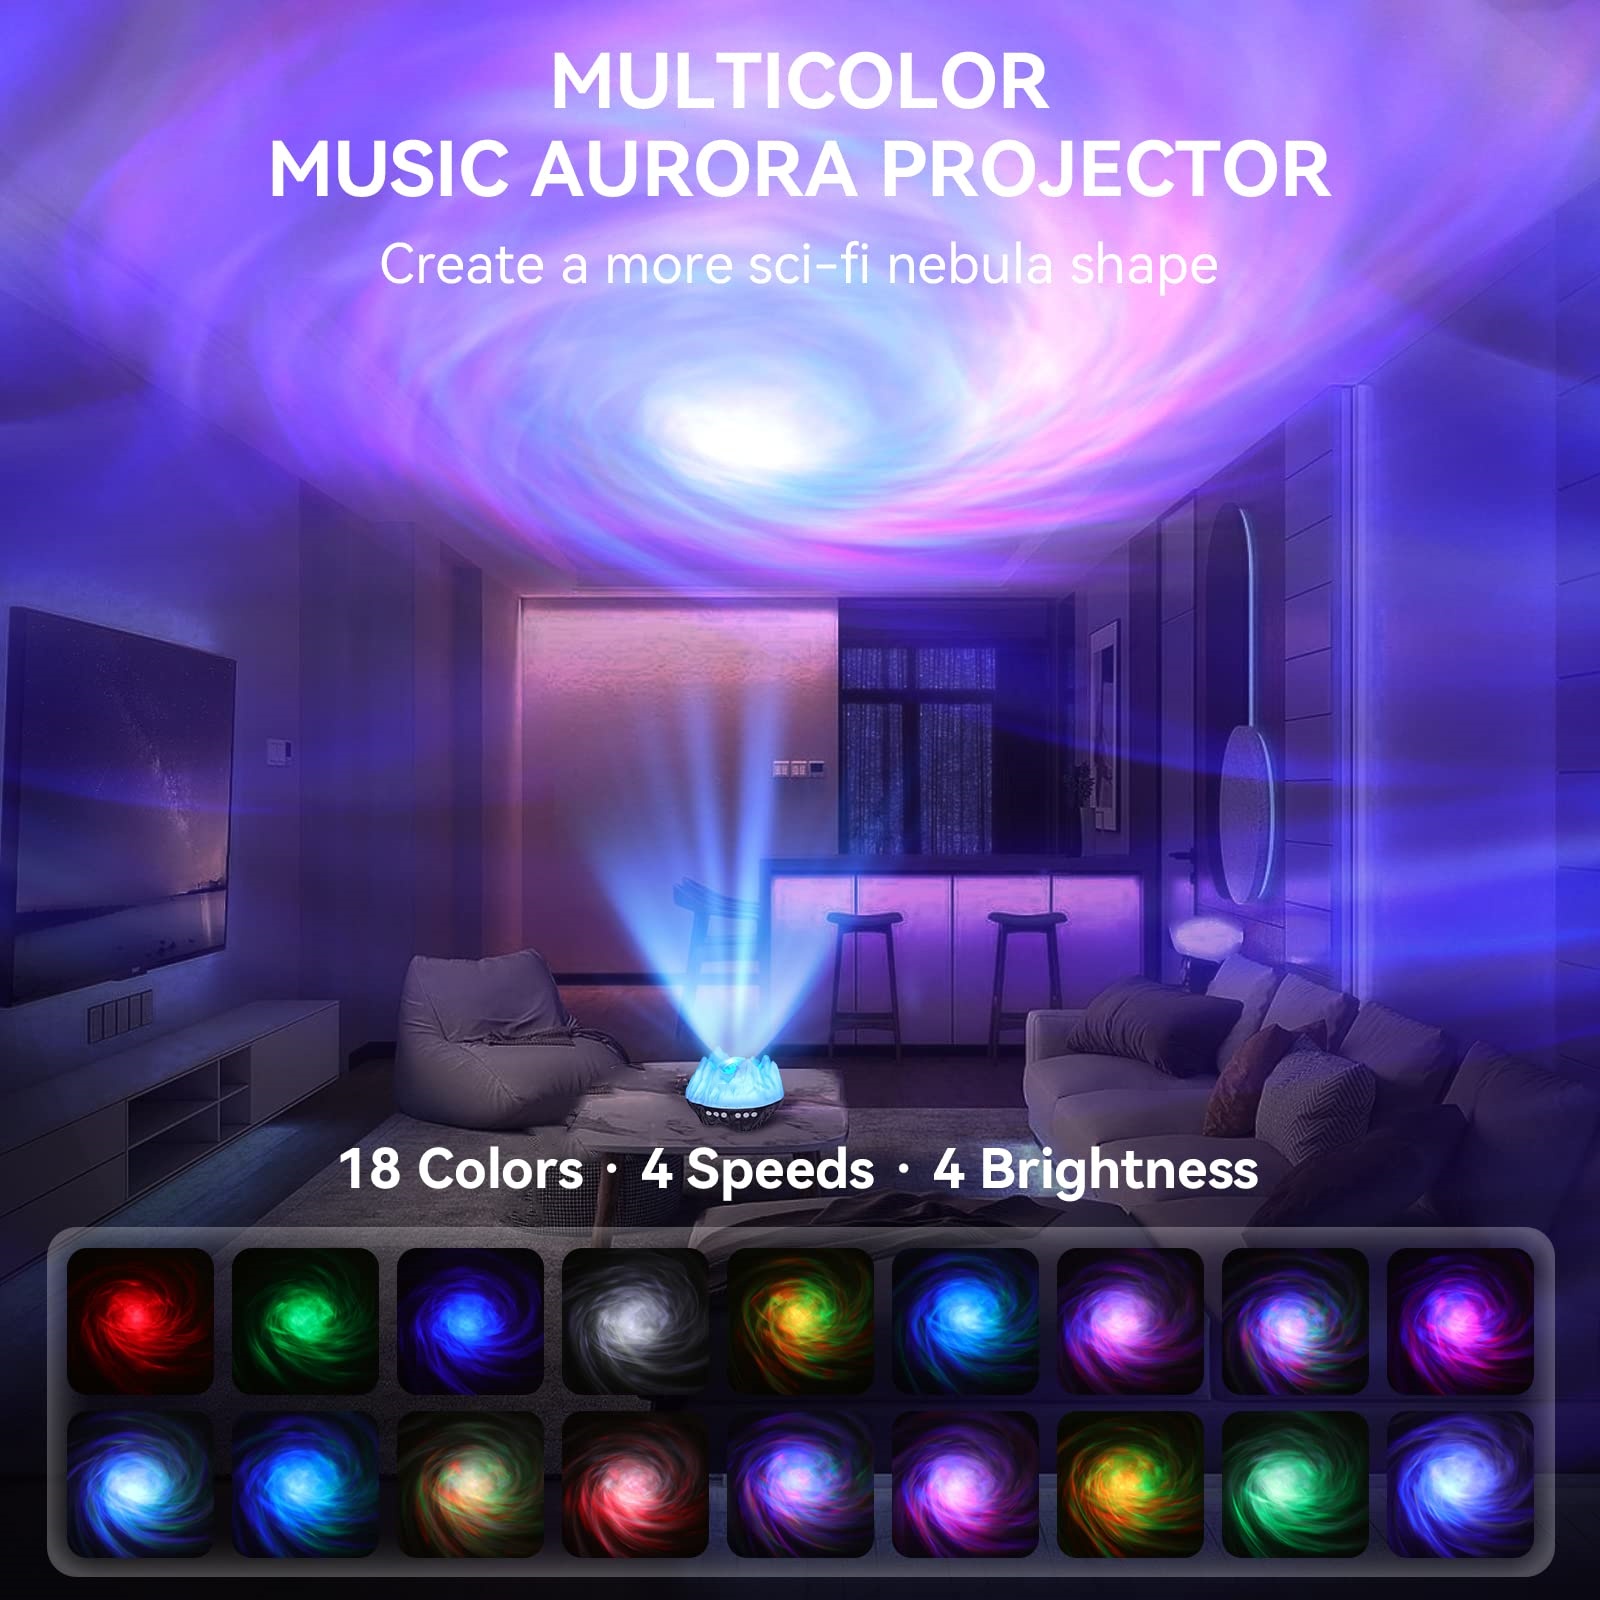 MULTICOLOR
MUSIC AURORA PROJECTOR
Create a more sci-fi nebula shape
18 Colors · 4 Speeds · 4 Brightness